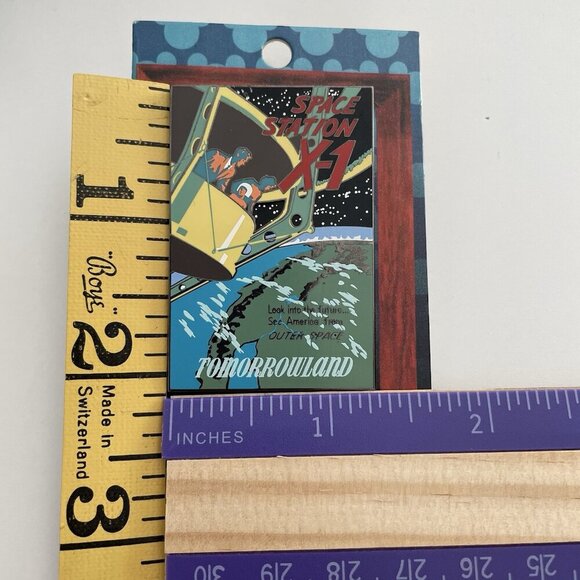 SPACE
STATION
X-1
Look into the future...
See America from
OUTER SPACE
TOMORROWLAND
1
"Boye"
2
Made In
Switzerland
3
INCHES
1
2
310
219
218
217
216
215